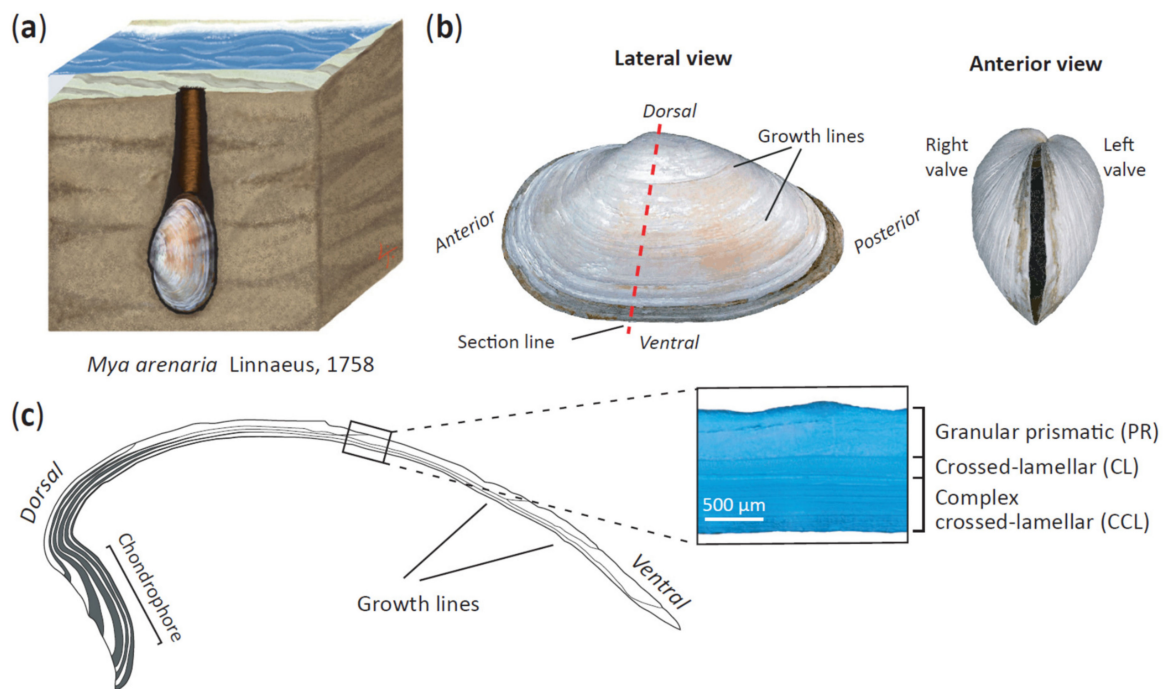 (a)
Mya arenaria Linnaeus, 1758
(b)
Lateral view
Anterior view
Dorsal
Growth lines
Right
valve
Left
valve
Anterior
Posterior
Section line
Ventral
(c)
Dorsal
Chondrophore
Growth lines
Ventral
500 µm
Granular prismatic (PR)
Crossed-lamellar (CL)
Complex
crossed-lamellar (CCL)